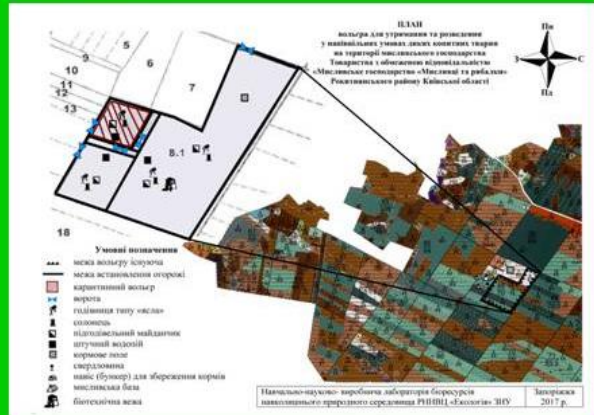 ПЛАН
вольєра для утримання та розведення
у напіввільних умовах диких копитних тварин
на території мисливського господарства
Товариства з обмеженою відповідальністю
«Мисливське господарство «Мисливці та рибалки»
Рокитнянського району Київської області
Пн
З
С
Пд
5
9
6
10
7
11
12
13
8.1
18
Умовні позначення
межа вольєру існуюча
межа встановлення огорожі
карантинний вольєр
ворота
годівниця типу «ясла»
солонець
підгодівельний майданчик
штучний водопій
кормове поле
свердловина
навіс (бункер) для збереження кормів
мисливська база
біотехнічна вежа
Навчально-науково- виробнича лабораторія біоресурсів
навколишнього природного середовища РНПВЦ «Екологія» ЗНУ
Запоріжжя
2017 р.